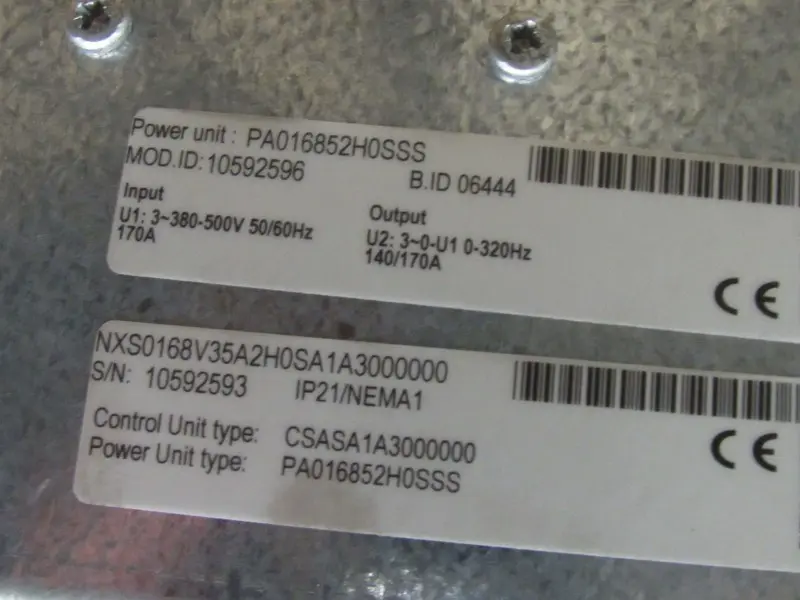 Power unit : PA016852H0SSS
MOD.ID: 10592596 B.ID 06444
Input
U1: 3~380-500V 50/60Hz
170A
Output
U2: 3~0-U1 0-320Hz
140/170A
CE
NXS0168V35A2H0SA1A3000000
S/N: 10592593 IP21/NEMA1
Control Unit type: CSASA1A3000000
Power Unit type: PA016852H0SSS
CE